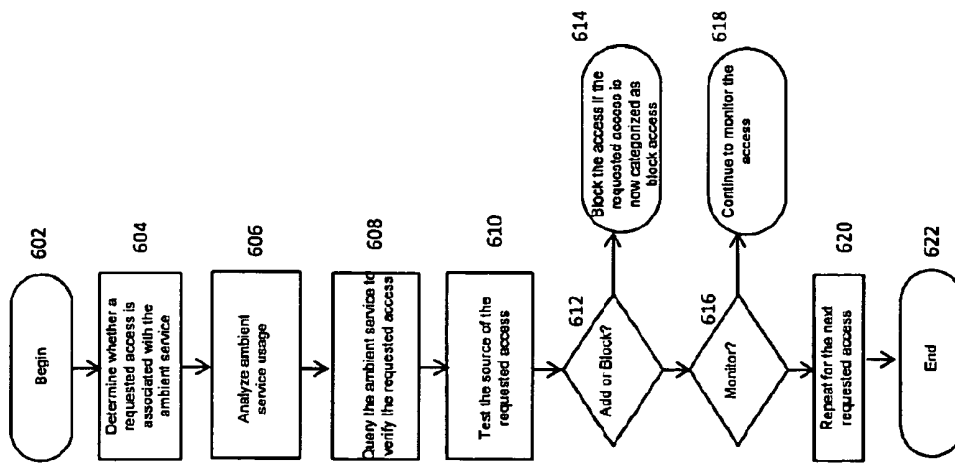 Begin
602
Determine whether a
requested access is
associated with the
ambient service
604
Analyze ambient
service usage
606
Query the ambient service to
verify the requested access
608
Test the source of the
requested access
610
Add or Block?
612
Block the access if the
requested access is
now categorized as
block access
614
Monitor?
616
Continue to monitor the
access
618
Repeat for the next
requested access
620
End
622